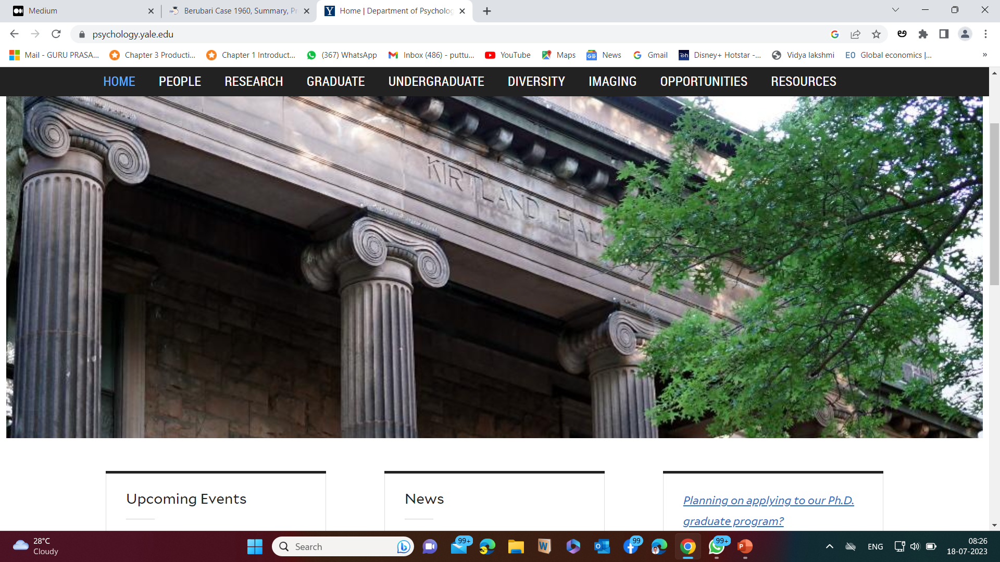 Medium
Berubari Case 1960, Summary, Pr
Home | Department of Psycholog
psychology.yale.edu
Mail - GURU PRASA...
Chapter 3 Producti...
Chapter 1 Introduct...
(367) WhatsApp
Inbox (486) - puttu...
YouTube
Maps
News
Gmail
Disney+ Hotstar -...
Vidya lakshmi
EO Global economics |...
»
HOME PEOPLE RESEARCH GRADUATE UNDERGRADUATE DIVERSITY IMAGING OPPORTUNITIES RESOURCES
KIRTLAND HALL
Upcoming Events
News
Planning on applying to our Ph.D.
graduate program?
28°C
Cloudy
Search
99+
99
99+
ENG
08:26
18-07-2023